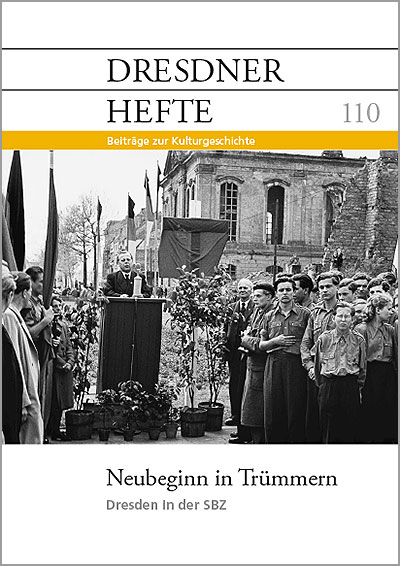 DRESDNER
HEFTE 110
Beiträge zur Kulturgeschichte
Neubeginn in Trümmern
Dresden in der SBZ